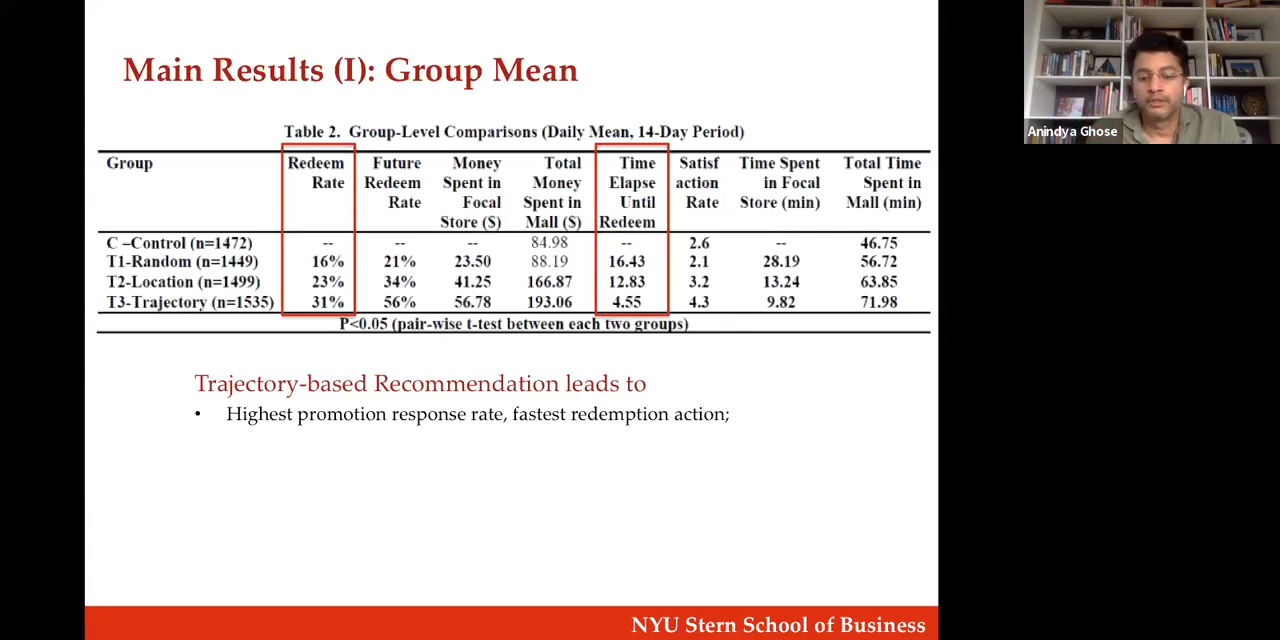 Main Results (I): Group Mean
Table 2. Group-Level Comparisons (Daily Mean, 14-Day Period)
Group Redeem Rate Future Redeem Rate Money Spent in Focal Store ($) Total Money Spent in Mall ($) Time Elapse Until Redeem Satisf action Rate Time Spent in Focal Store (min) Total Time Spent in Mall (min)
C –Control (n=1472) -- -- -- 84.98 -- 2.6 -- 46.75
T1-Random (n=1449) 16% 21% 23.50 88.19 16.43 2.1 28.19 56.72
T2-Location (n=1499) 23% 34% 41.25 166.87 12.83 3.2 13.24 63.85
T3-Trajectory (n=1535) 31% 56% 56.78 193.06 4.55 4.3 9.82 71.98
P<0.05 (pair-wise t-test between each two groups)
Trajectory-based Recommendation leads to
• Highest promotion response rate, fastest redemption action;
NYU Stern School of Business
Anindya Ghose